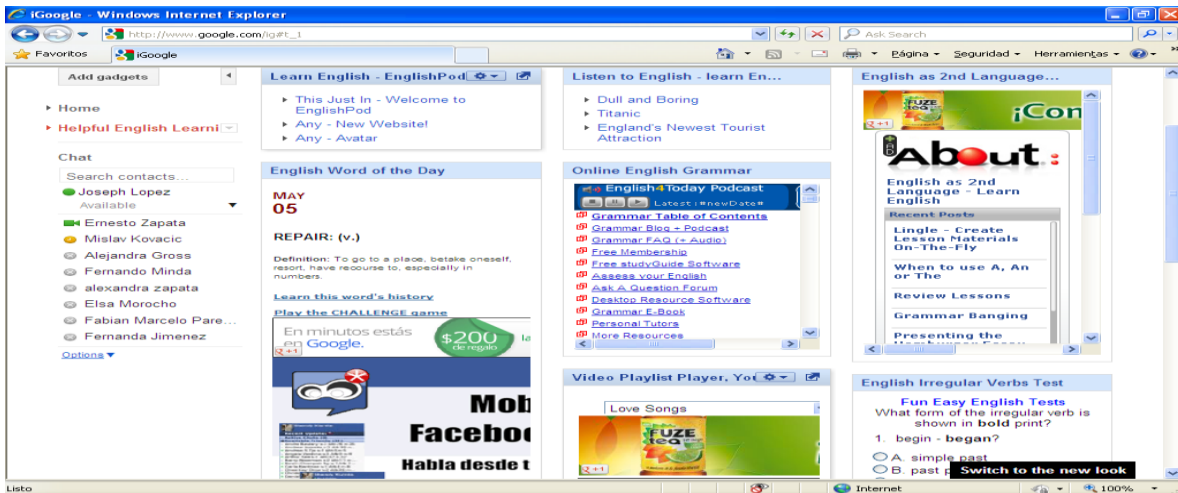 iGoogle - Windows Internet Explorer
http://www.google.com/ig#t_1
Ask Search
Favoritos
iGoogle
Página
Seguridad
Herramientas
Add gadgets
Home
Helpful English Learni
Chat
Search contacts...
Joseph Lopez
Available
Ernesto Zapata
Mislav Kovacic
Alejandra Gross
Fernando Minda
alexandra zapata
Elsa Morocho
Fabian Marcelo Pare...
Fernanda Jimenez
Options
Learn English - EnglishPod
This Just In - Welcome to
EnglishPod
Any - New Website!
Any - Avatar
English Word of the Day
MAY
05
REPAIR: (v.)
Definition: To go to a place, betake oneself,
resort, have recourse to, especially in
numbers.
Learn this word's history
Play the CHALLENGE game
En minutos estás
en Google.
$200
de regalo
la
+1
Mob
Faceboo
Habla desde t
Listen to English - learn En...
Dull and Boring
Titanic
England's Newest Tourist
Attraction
Online English Grammar
English4Today Podcast
Latest:#newDate#
Grammar Table of Contents
Grammar Blog + Podcast
Grammar FAQ (+ Audio)
Free Membership
Free studyGuide Software
Assess your English
Ask A Question Forum
Desktop Resource Software
Grammar E-Book
Personal Tutors
More Resources
Video Playlist Player, You
Love Songs
FUZE
tea
+1
English as 2nd Language...
FUZE
tea
+1
¡Con
About
English as 2nd
Language - Learn
English
Recent Posts
Lingle - Create
Lesson Materials
On-The-Fly
When to use A, An
or The
Review Lessons
Grammar Banging
Presenting the
Hamburger Essay
English Irregular Verbs Test
Fun Easy English Tests
What form of the irregular verb is
shown in bold print?
1. begin - began?
A. simple past
B. past p
Switch to the new look
Listo
Internet
100%